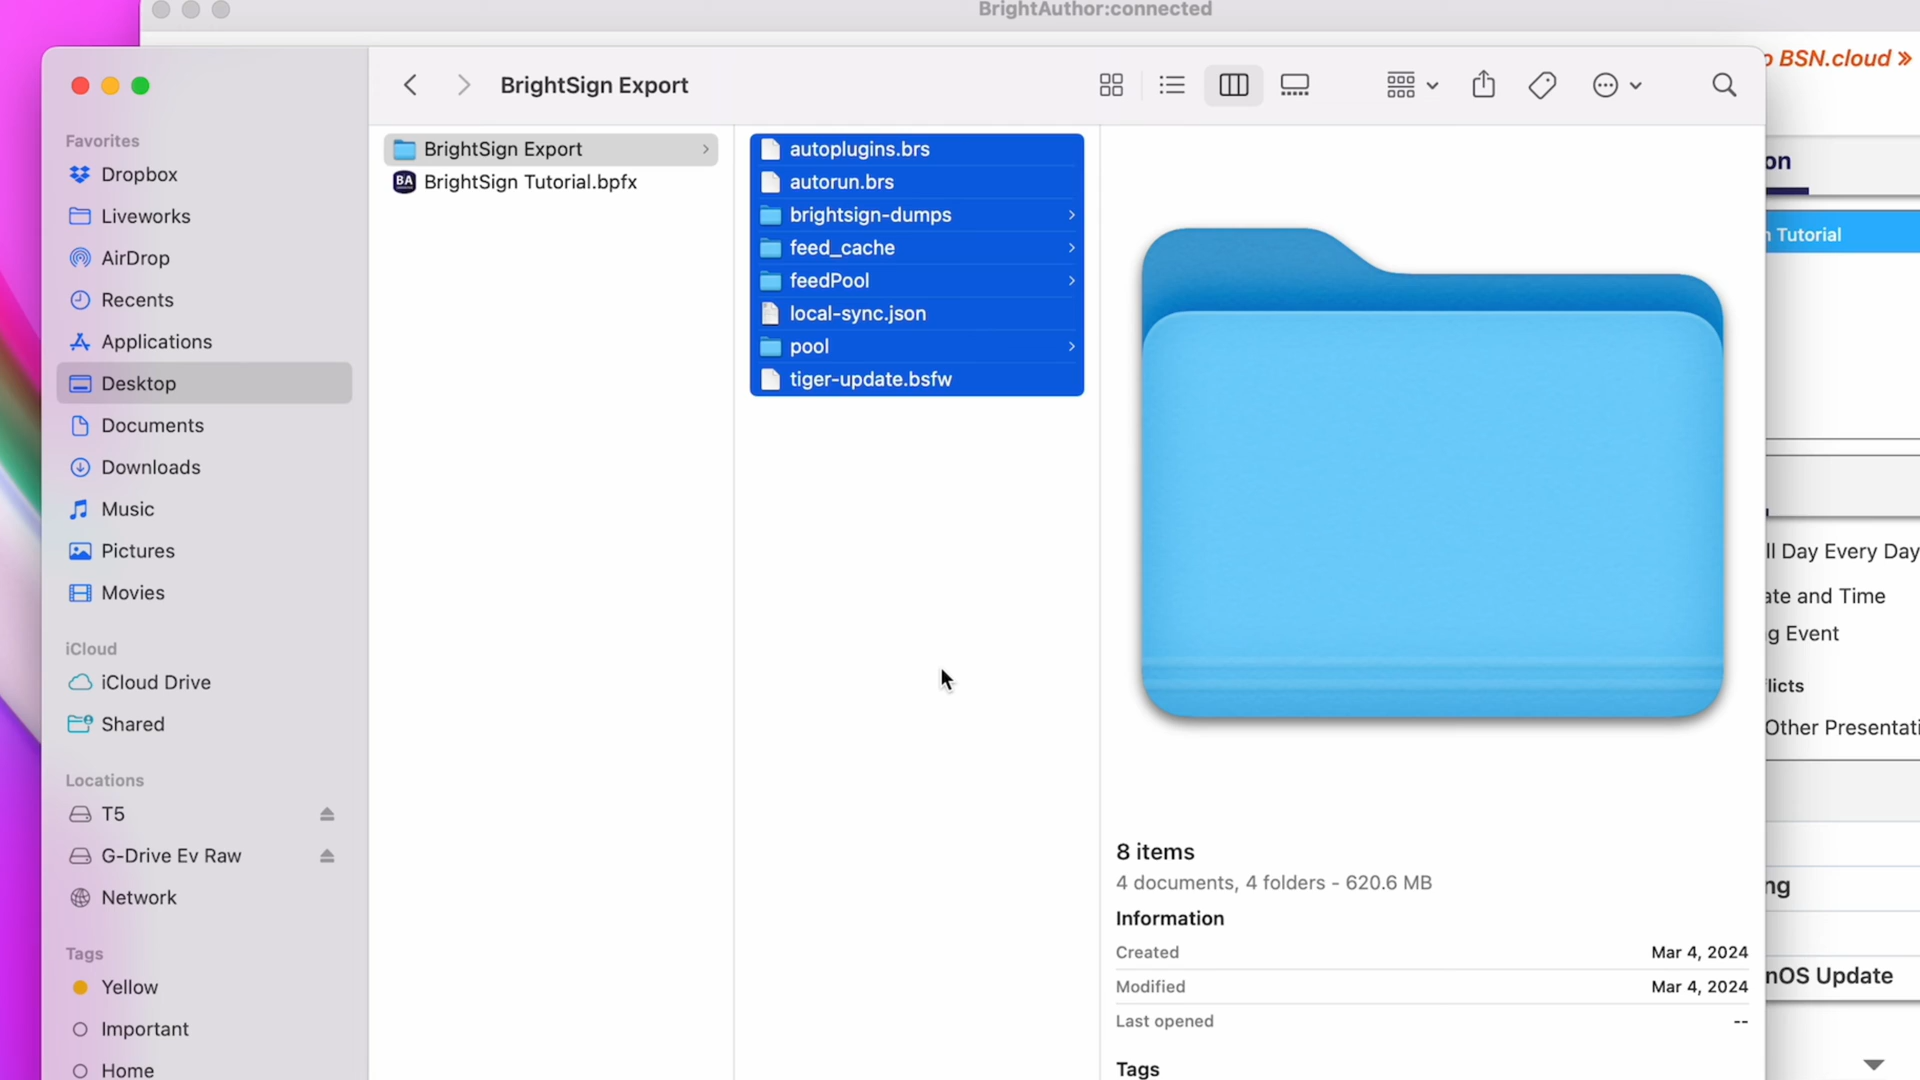 BrightAuthor:connected
BSN.cloud »
BrightSign Export
Favorites
Dropbox
Liveworks
AirDrop
Recents
Applications
Desktop
Documents
Downloads
Music
Pictures
Movies
iCloud
iCloud Drive
Shared
Locations
T5
G-Drive Ev Raw
Network
Tags
Yellow
Important
Home
BrightSign Export
BA
BrightSign Tutorial.bpfx
autoplugins.brs
autorun.brs
brightsign-dumps
feed_cache
feedPool
local-sync.json
pool
tiger-update.bsfw
8 items
4 documents, 4 folders - 620.6 MB
Information
Created Mar 4, 2024
Modified Mar 4, 2024
Last opened --
Tags
on
Tutorial
ll Day Every Day
ate and Time
g Event
licts
Other Presentati
ng
nOS Update